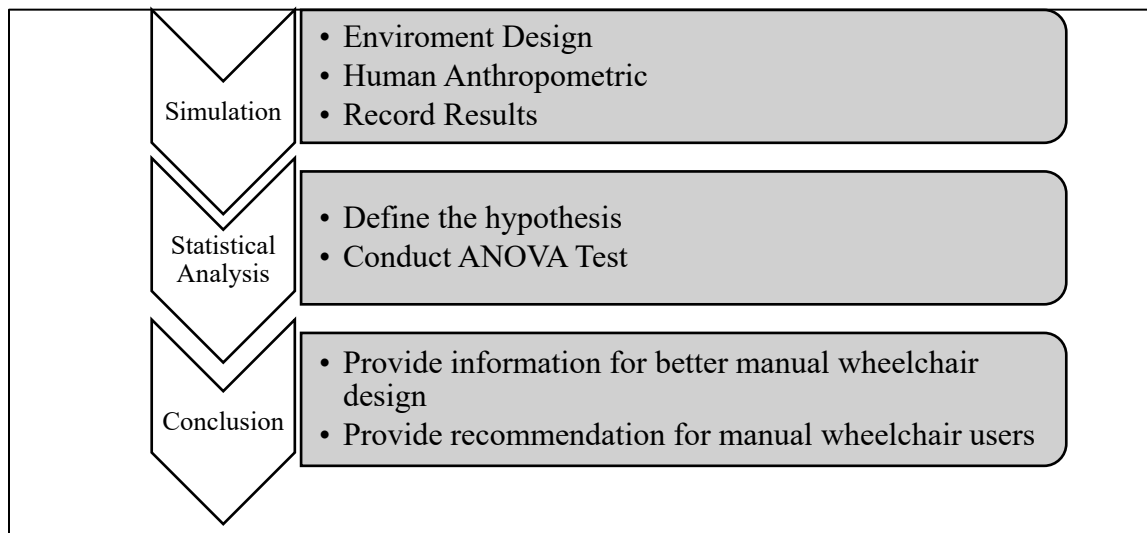 Simulation
• Enviroment Design
• Human Anthropometric
• Record Results
Statistical
Analysis
• Define the hypothesis
• Conduct ANOVA Test
Conclusion
• Provide information for better manual wheelchair
design
• Provide recommendation for manual wheelchair users